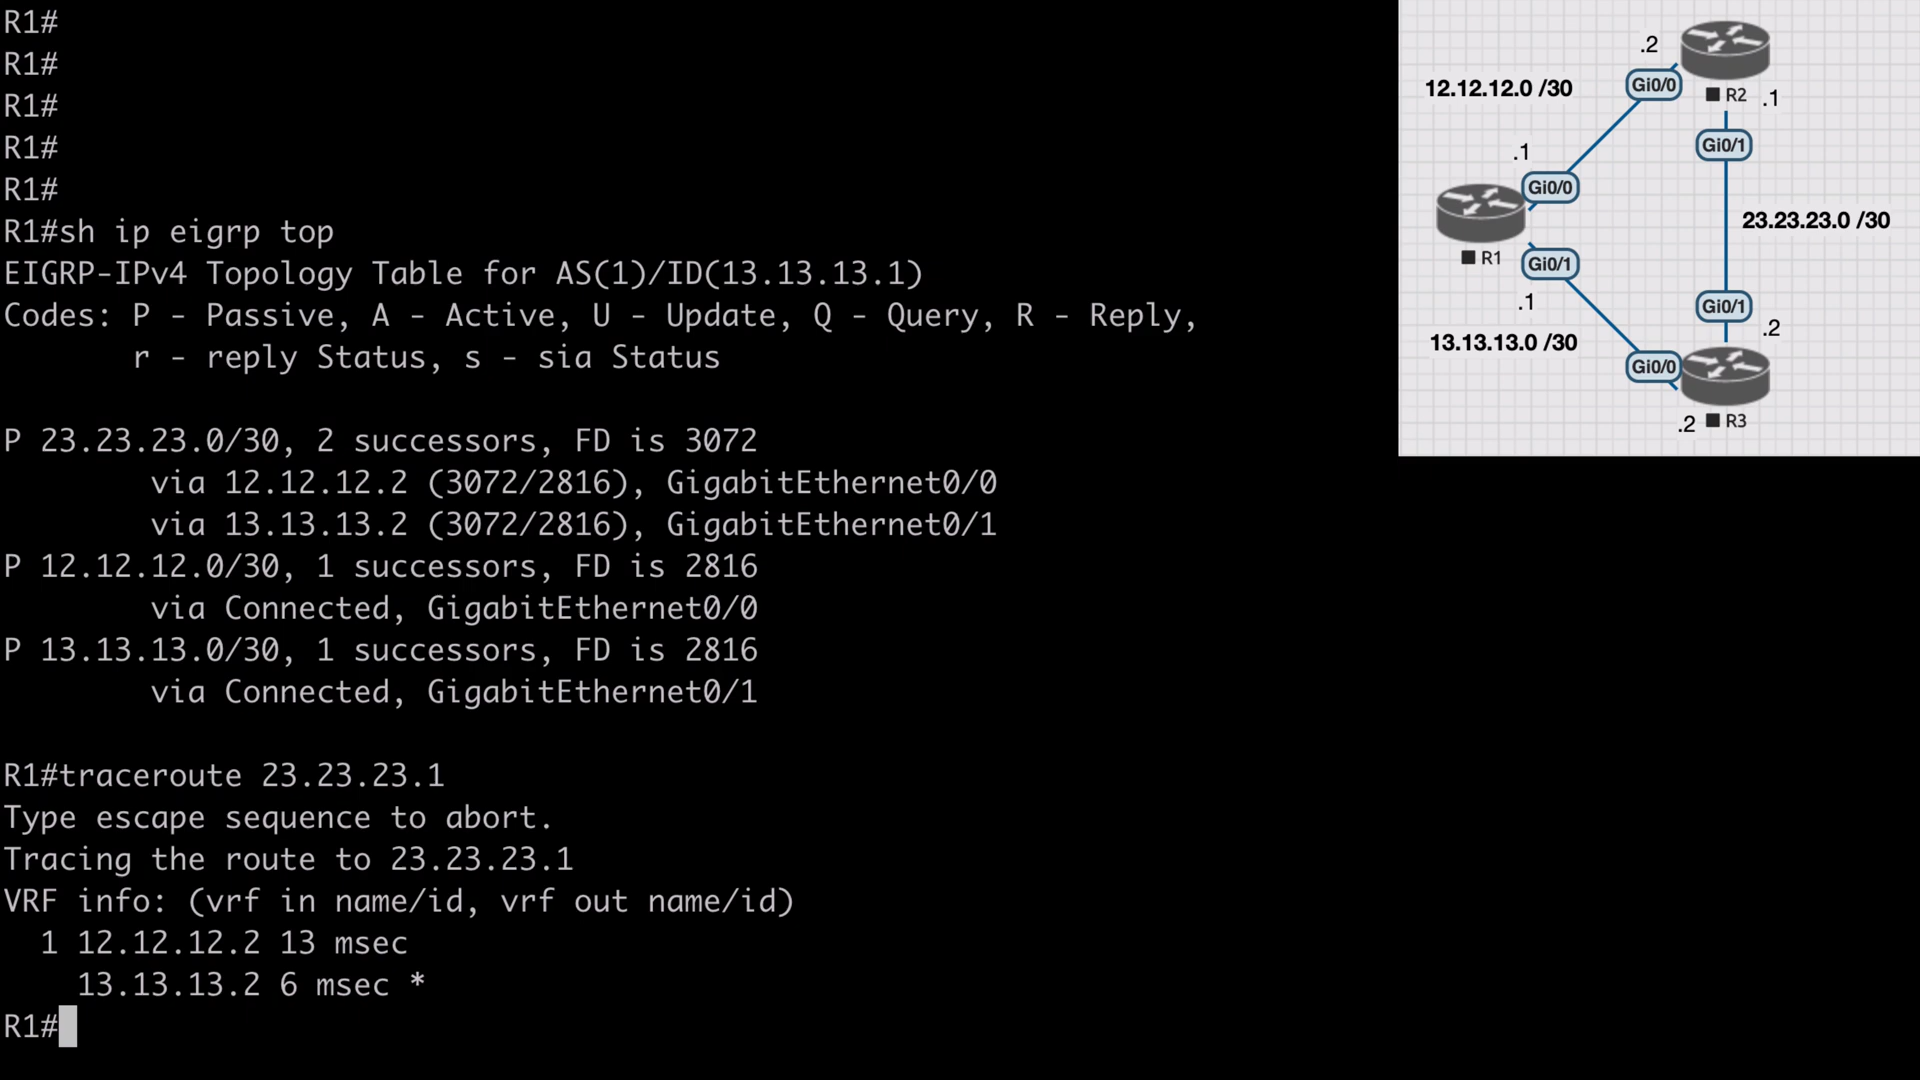 R1#
R1#
R1#
R1#
R1#
R1#sh ip eigrp top
EIGRP-IPv4 Topology Table for AS(1)/ID(13.13.13.1)
Codes: P - Passive, A - Active, U - Update, Q - Query, R - Reply,
       r - reply Status, s - sia Status
P 23.23.23.0/30, 2 successors, FD is 3072
        via 12.12.12.2 (3072/2816), GigabitEthernet0/0
        via 13.13.13.2 (3072/2816), GigabitEthernet0/1
P 12.12.12.0/30, 1 successors, FD is 2816
        via Connected, GigabitEthernet0/0
P 13.13.13.0/30, 1 successors, FD is 2816
        via Connected, GigabitEthernet0/1
R1#traceroute 23.23.23.1
Type escape sequence to abort.
Tracing the route to 23.23.23.1
VRF info: (vrf in name/id, vrf out name/id)
  1 12.12.12.2 13 msec
    13.13.13.2 6 msec *
R1#
.2
12.12.12.0 /30
Gi0/0
R2
.1
Gi0/1
.1
Gi0/0
23.23.23.0 /30
R1
Gi0/1
.1
Gi0/1
.2
13.13.13.0 /30
Gi0/0
.2
R3